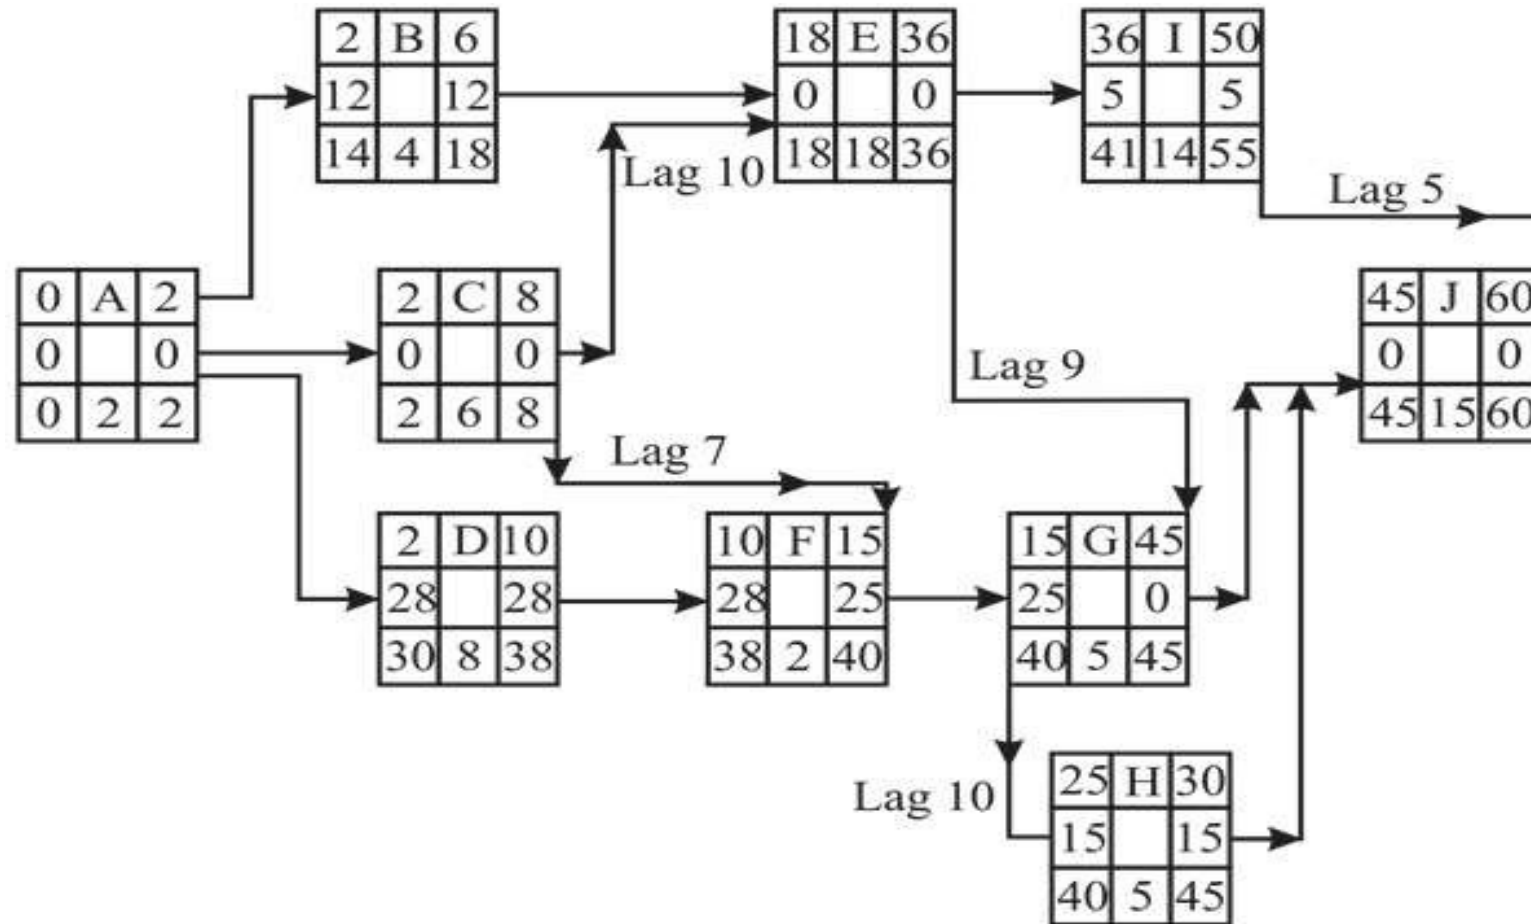 2 B 6
12 12
14 4 18
18 E 36
0 0
18 18 36
36 I 50
5 5
41 14 55
Lag 10
Lag 5
0 A 2
0 0
0 2 2
2 C 8
0 0
2 6 8
45 J 60
0 0
45 15 60
Lag 9
Lag 7
2 D 10
28 28
30 8 38
10 F 15
28 25
38 2 40
15 G 45
25 0
40 5 45
Lag 10
25 H 30
15 15
40 5 45